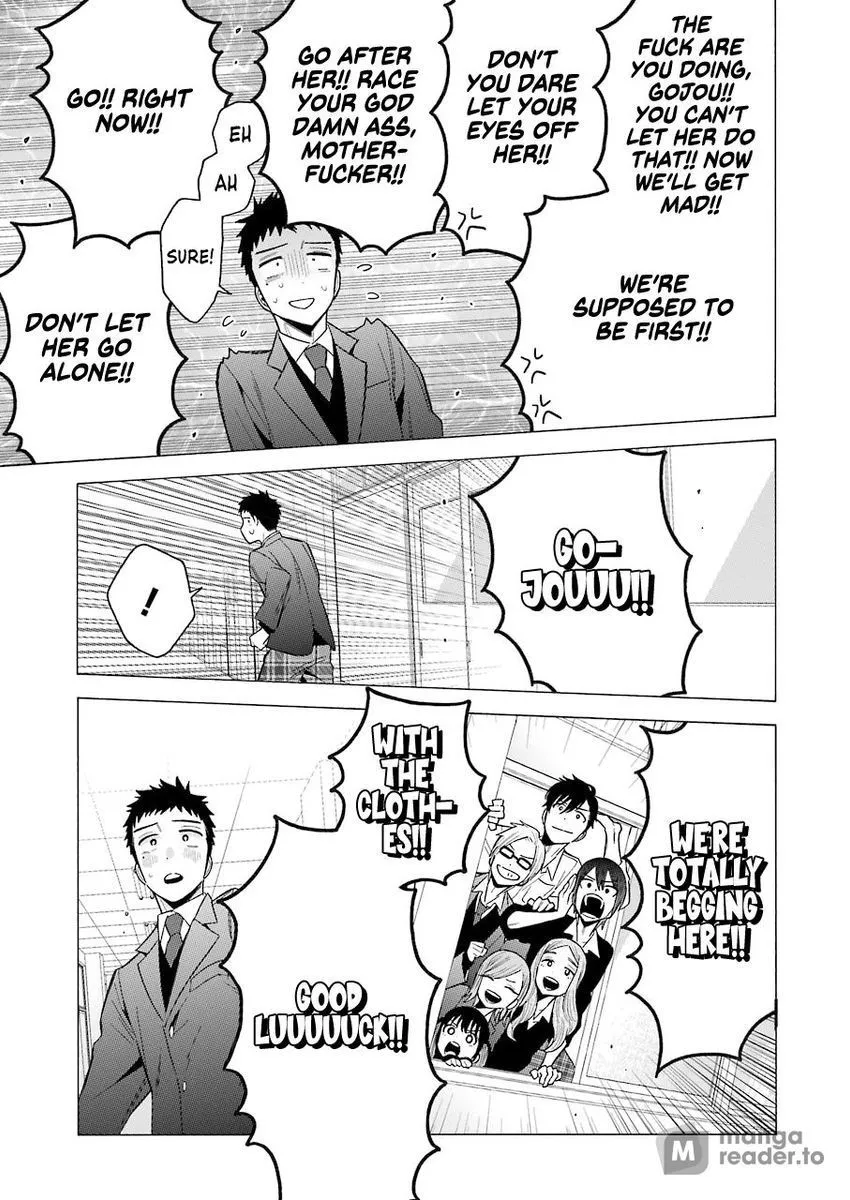 THE
FUCK ARE
YOU DOING,
GOJOU!!
YOU CAN'T
LET HER DO
THAT!! NOW
WE'LL GET
MAD!!
WE'RE
SUPPOSED TO
BE FIRST!!
DON'T
YOU DARE
LET YOUR
EYES OFF
HER!!
GO AFTER
HER!! RACE
YOUR GOD
DAMN ASS,
MOTHER-
FUCKER!!
GO!! RIGHT
NOW!!
EH
AH
SURE!
DON'T LET
HER GO
ALONE!!
GO-
JOUUU!!
!
WE'RE
TOTALLY
BEGGING
HERE!!
WITH
THE
CLOTH-
ES!!
GOOD
LUUUUUCK!!
M manga
reader.to